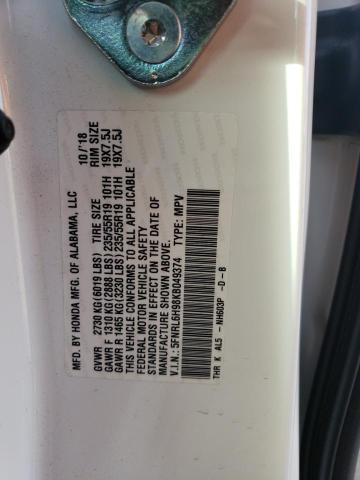 MFD. BY HONDA MFG. OF ALABAMA, LLC 10/'18
GVWR 2730 KG(6019 LBS) TIRE SIZE RIM SIZE
GAWR F 1310 KG (2888 LBS)235/55R19 101H 19X7.5J
GAWR R 1465 KG(3230 LBS)235/55R19 101H 19X7.5J
THIS VEHICLE CONFORMS TO ALL APPLICABLE
FEDERAL MOTOR VEHICLE SAFETY
STANDARDS IN EFFECT ON THE DATE OF
MANUFACTURE SHOWN ABOVE.
V.I.N.: 5FNRL6H98KB049374 TYPE: MPV
THR K AL5 - NH603P -D-B